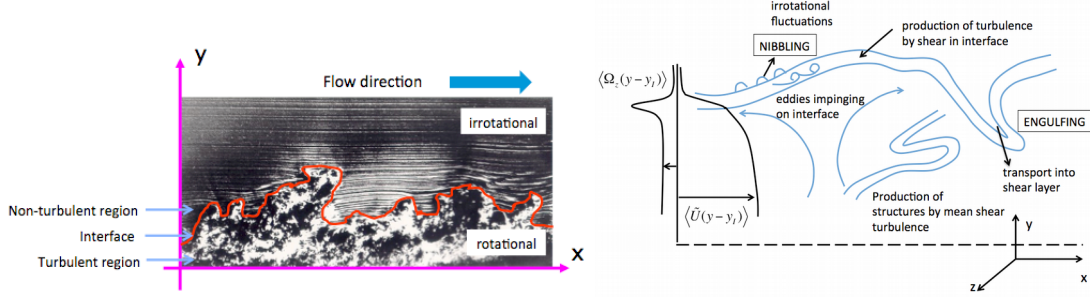 y
Flow direction
irrotational
Non-turbulent region
Interface
rotational
Turbulent region
x
irrotational
fluctuations
NIBBLING
production of turbulence
by shear in interface
⟨Ω_z(y−y_I)⟩
eddies impinging
on interface
ENGULFING
transport into
shear layer
Production of
structures by mean shear
turbulence
⟨Ũ(y−y_I)⟩
y
x
z